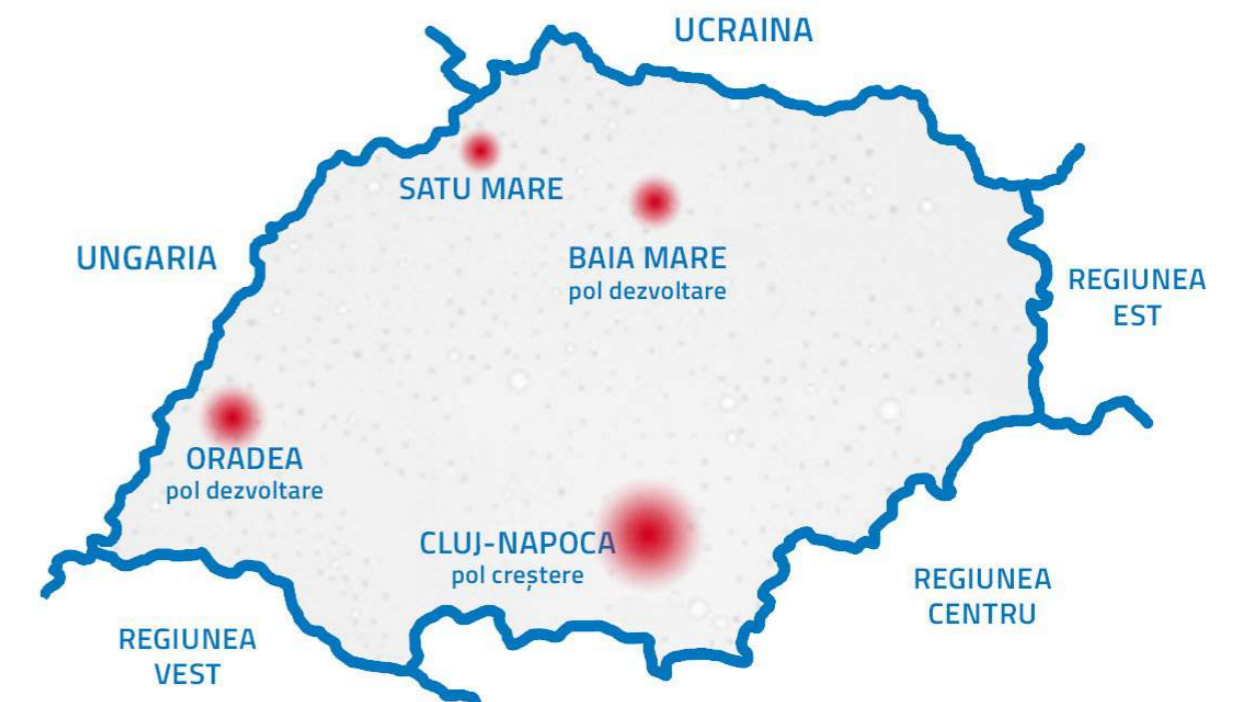 UCRAINA
SATU MARE
UNGARIA
BAIA MARE
pol dezvoltare
REGIUNEA
EST
ORADEA
pol dezvoltare
CLUJ-NAPOCA
pol creștere
REGIUNEA
CENTRU
REGIUNEA
VEST